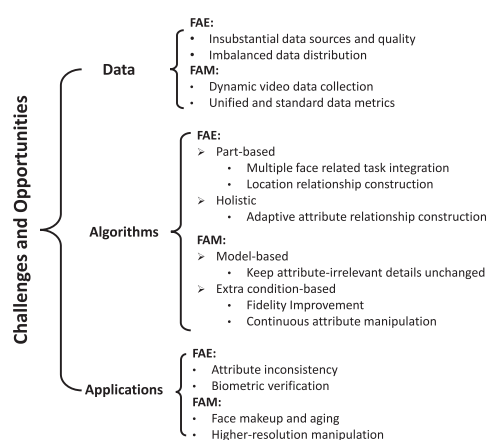 Challenges and Opportunities
Data
FAE:
• Insubstantial data sources and quality
• Imbalanced data distribution
FAM:
• Dynamic video data collection
• Unified and standard data metrics
Algorithms
FAE:
➢ Part-based
• Multiple face related task integration
• Location relationship construction
➢ Holistic
• Adaptive attribute relationship construction
FAM:
➢ Model-based
• Keep attribute-irrelevant details unchanged
➢ Extra condition-based
• Fidelity Improvement
• Continuous attribute manipulation
Applications
FAE:
• Attribute inconsistency
• Biometric verification
FAM:
• Face makeup and aging
• Higher-resolution manipulation